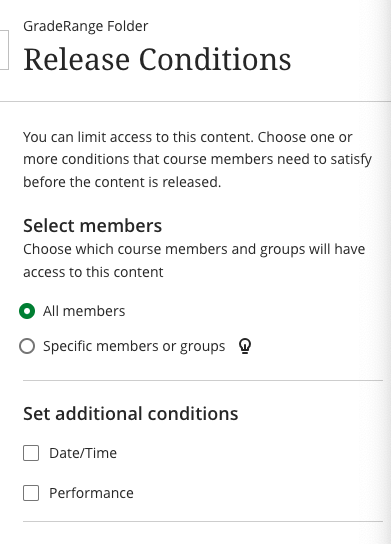 GradeRange Folder
Release Conditions
You can limit access to this content. Choose one or
more conditions that course members need to satisfy
before the content is released.
Select members
Choose which course members and groups will have
access to this content
All members
Specific members or groups
Set additional conditions
Date/Time
Performance